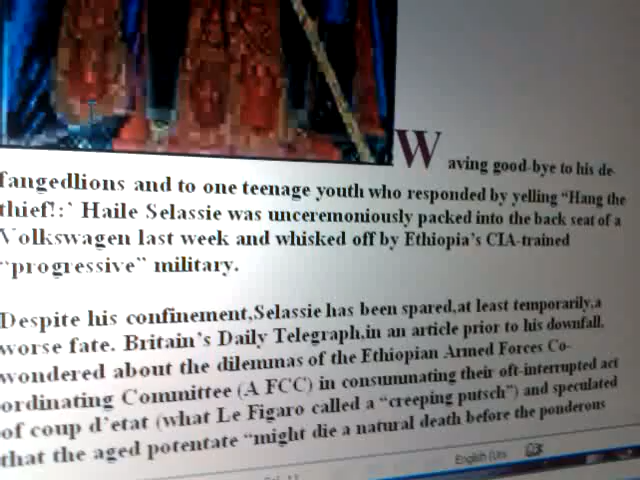 Waving good-bye to his de-
fangedlions and to one teenage youth who responded by yelling “Hang the
thief!:` Haile Selassie was unceremoniously packed into the back seat of a
Volkswagen last week and whisked off by Ethiopia’s CIA-trained
“progressive” military.
Despite his confinement,Selassie has been spared,at least temporarily,a
worse fate. Britain’s Daily Telegraph,in an article prior to his downfall,
wondered about the dilemmas of the Ethiopian Armed Forces Co-
ordinating Committee (A FCC) in consummating their oft-interrupted act
of coup d’etat (what Le Figaro called a “creeping putsch”) and speculated
that the aged potentate “might die a natural death before the ponderous
English (Uni